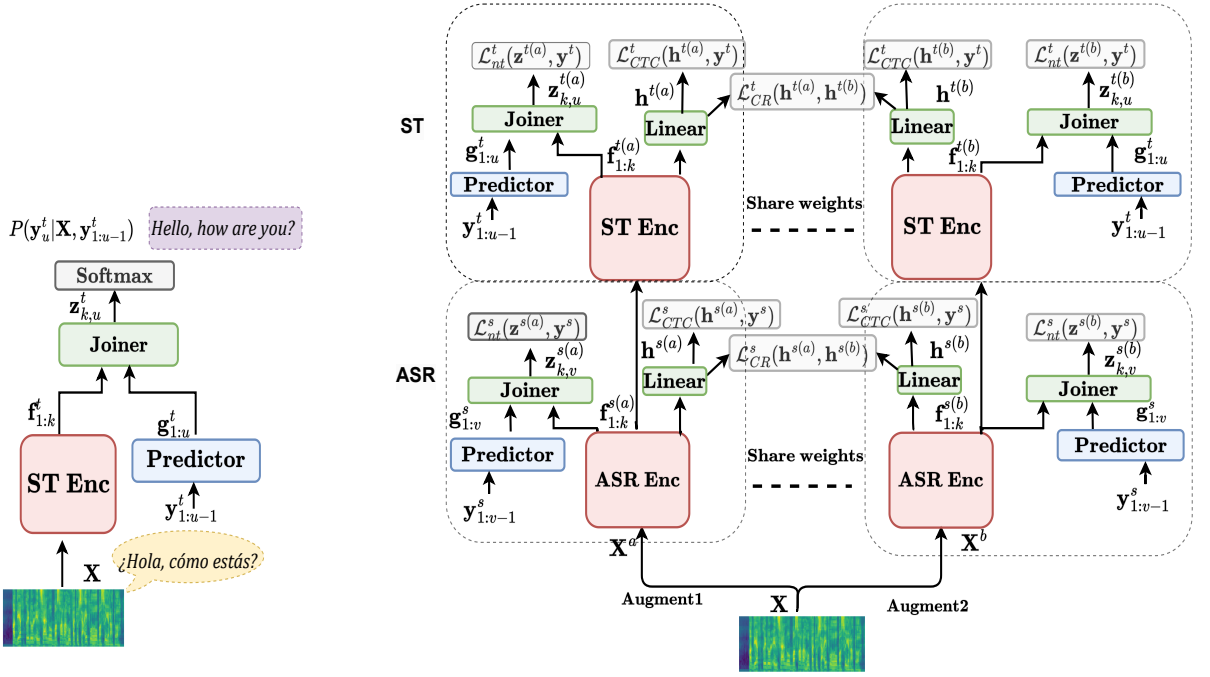 P(y^t_u|X, y^t_{1:u−1})
Hello, how are you?
Softmax
z^t_{k,u}
Joiner
f^t_{1:k}
g^t_{1:u}
ST Enc
Predictor
y^t_{1:u−1}
X
¿Hola, cómo estás?
ST
ℒ^t_{nt}(z^{t(a)}, y^t)
ℒ^t_{CTC}(h^{t(a)}, y^t)
z^{t(a)}_{k,u}
h^{t(a)}
Joiner
Linear
g^t_{1:u}
f^{t(a)}_{1:k}
Predictor
y^t_{1:u−1}
ST Enc
ℒ^t_{CR}(h^{t(a)}, h^{t(b)})
Share weights
ℒ^t_{CTC}(h^{t(b)}, y^t)
ℒ^t_{nt}(z^{t(b)}, y^t)
h^{t(b)}
z^{t(b)}_{k,u}
Linear
Joiner
f^{t(b)}_{1:k}
g^t_{1:u}
ST Enc
Predictor
y^t_{1:u−1}
ASR
ℒ^s_{nt}(z^{s(a)}, y^s)
ℒ^s_{CTC}(h^{s(a)}, y^s)
z^{s(a)}_{k,v}
h^{s(a)}
Joiner
Linear
g^s_{1:v}
f^{s(a)}_{1:k}
Predictor
y^s_{1:v−1}
ASR Enc
ℒ^s_{CR}(h^{s(a)}, h^{s(b)})
Share weights
ℒ^s_{CTC}(h^{s(b)}, y^s)
ℒ^s_{nt}(z^{s(b)}, y^s)
h^{s(b)}
z^{s(b)}_{k,v}
Linear
Joiner
f^{s(b)}_{1:k}
g^s_{1:v}
ASR Enc
Predictor
y^s_{1:v−1}
X^a
X^b
Augment1
X
Augment2